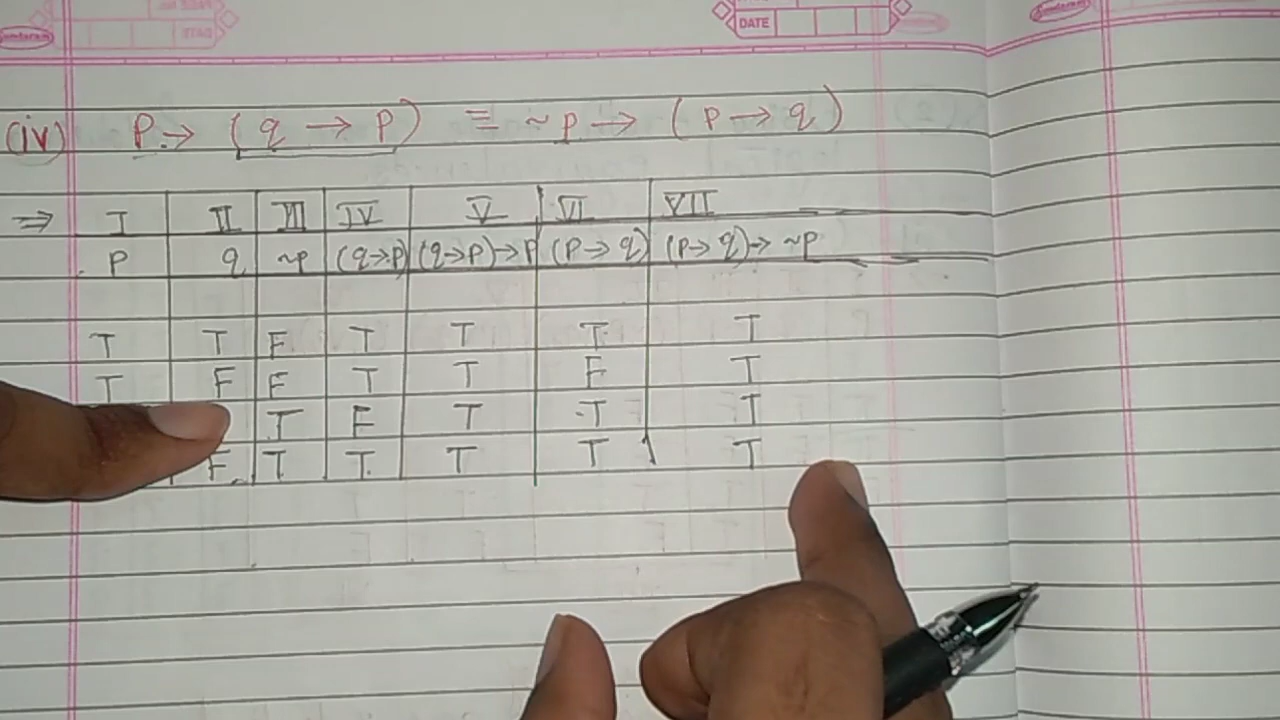 DATE
(iv) p → (q → p) ≡ ~p → (p → q)
⇒ I II III IV V VI VII
p q ~p (q→p) (q→p)→p (p→q) (p→q)→ ~p
T T F T T T T
T F F T T F T
T F T T T
F T T T T T